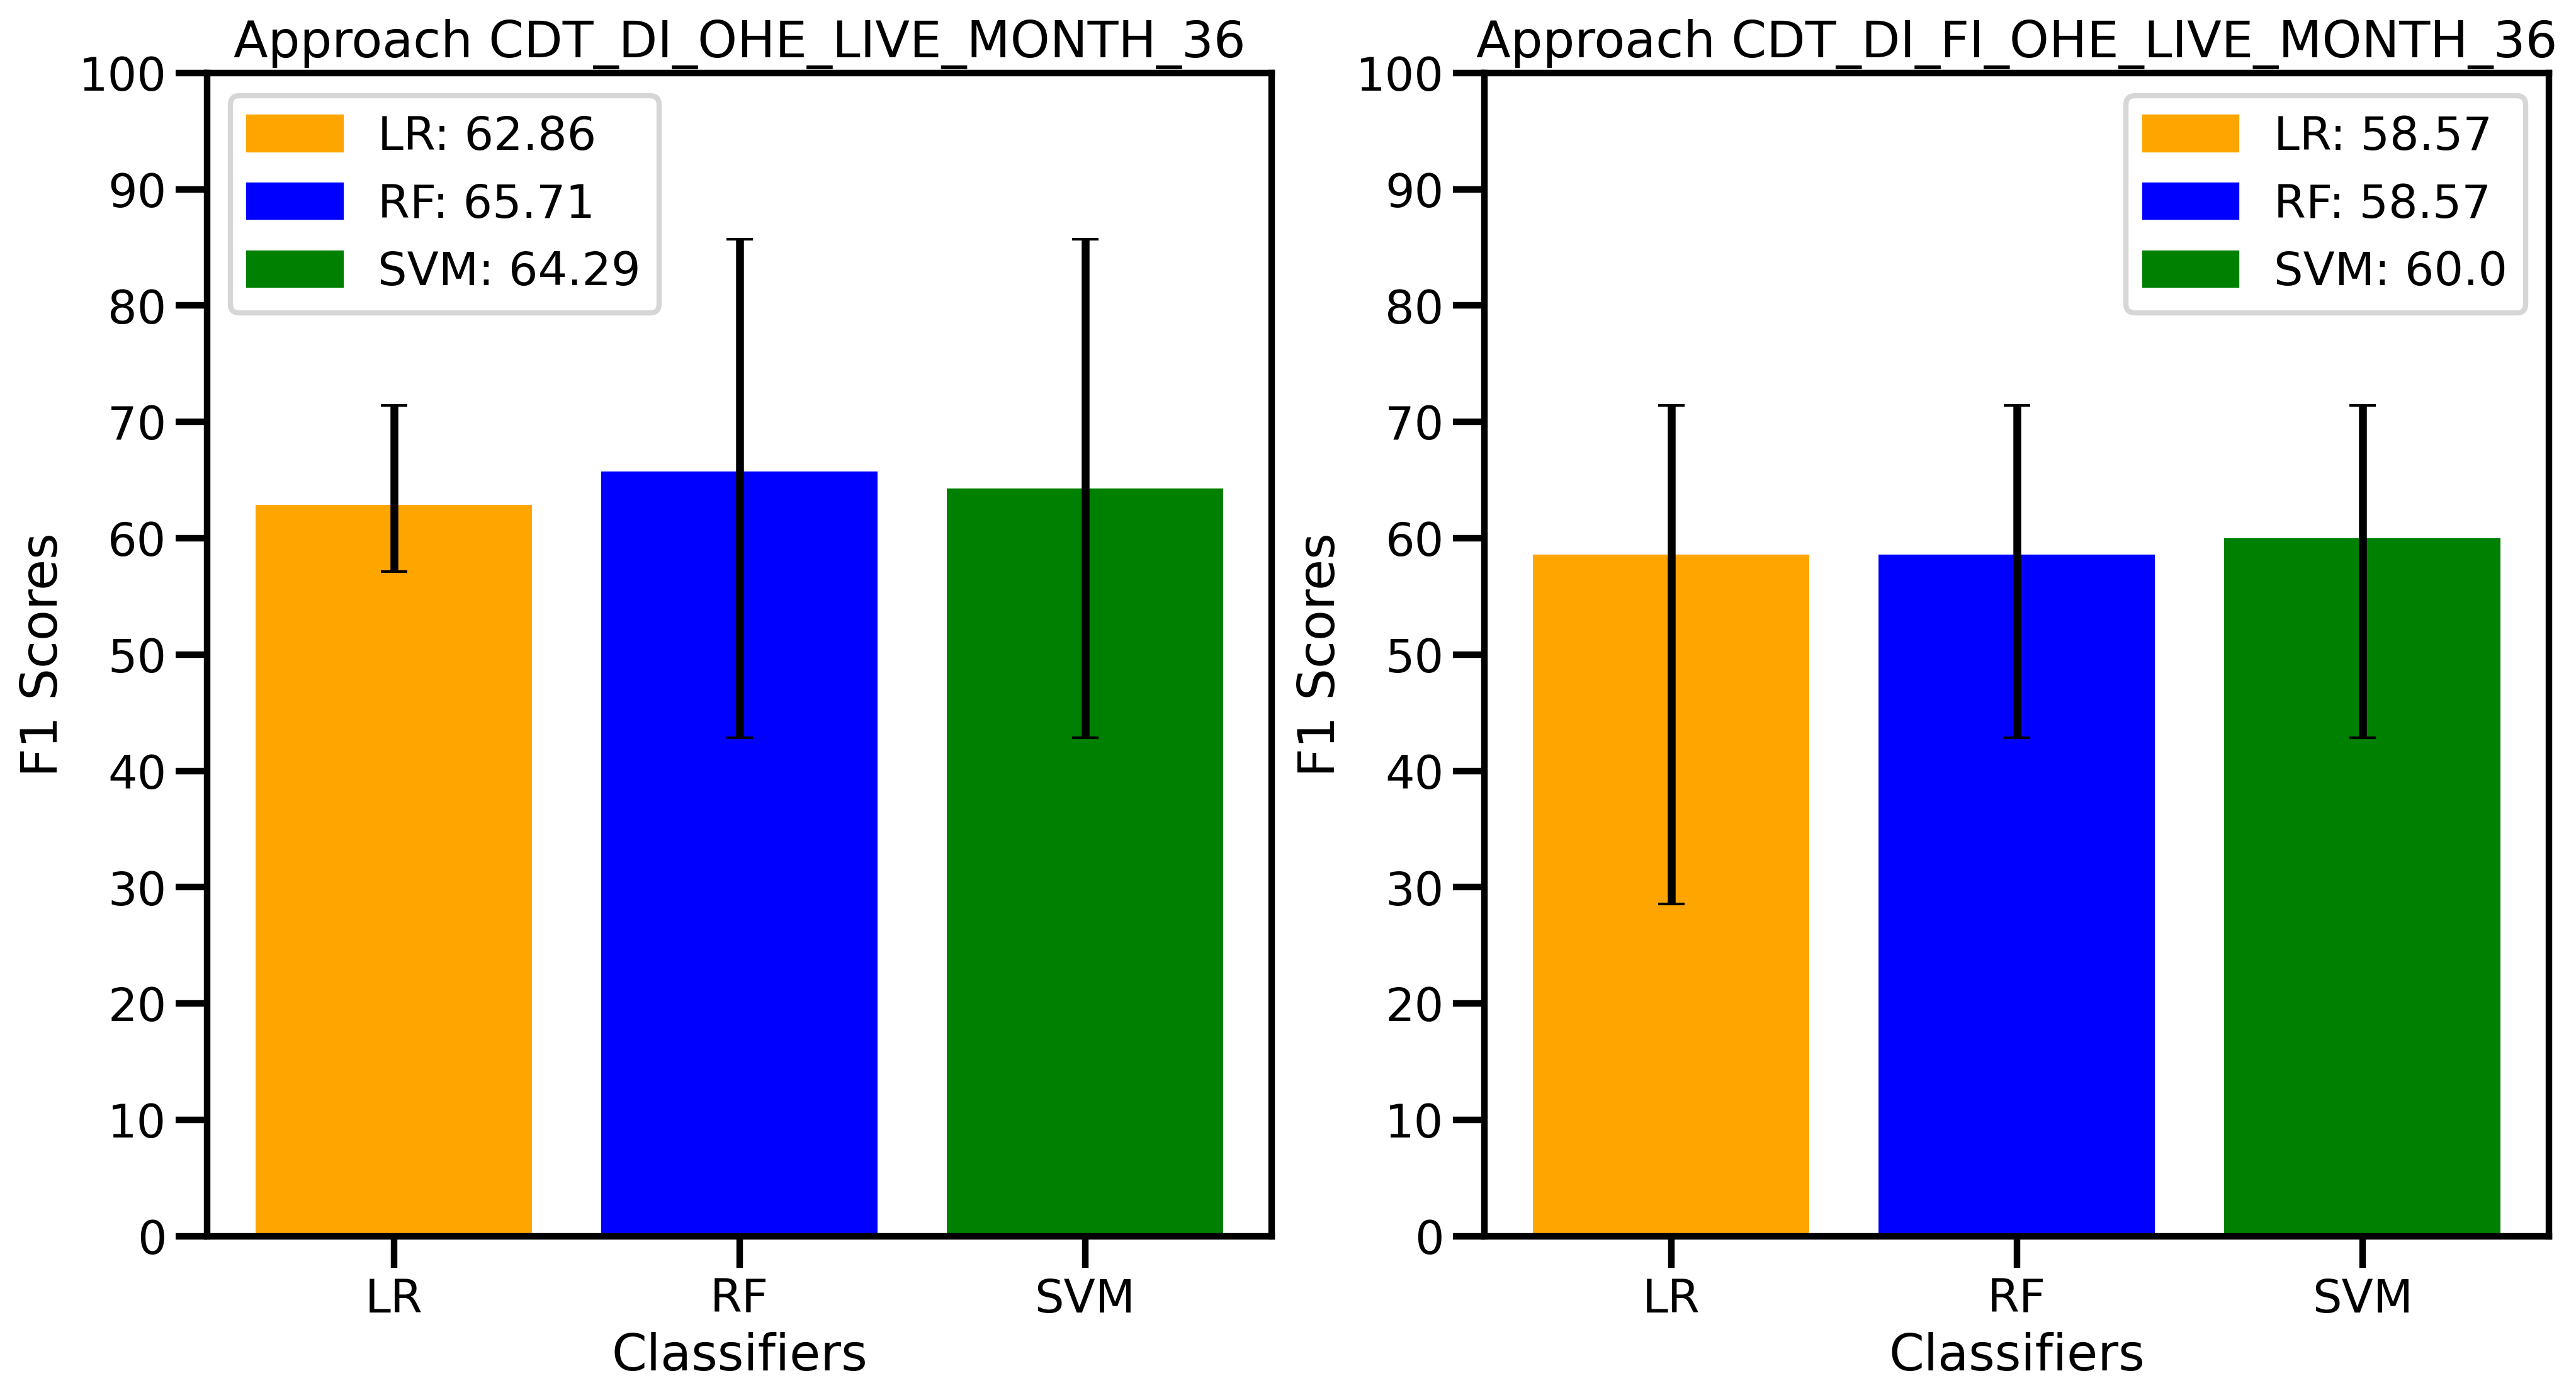 Approach CDT_DI_OHE_LIVE_MONTH_36
100
90
80
70
60
50
40
30
20
10
0
F1 Scores
LR: 62.86
RF: 65.71
SVM: 64.29
LR
RF
SVM
Classifiers
Approach CDT_DI_FI_OHE_LIVE_MONTH_36
100
90
80
70
60
50
40
30
20
10
0
F1 Scores
LR: 58.57
RF: 58.57
SVM: 60.0
LR
RF
SVM
Classifiers